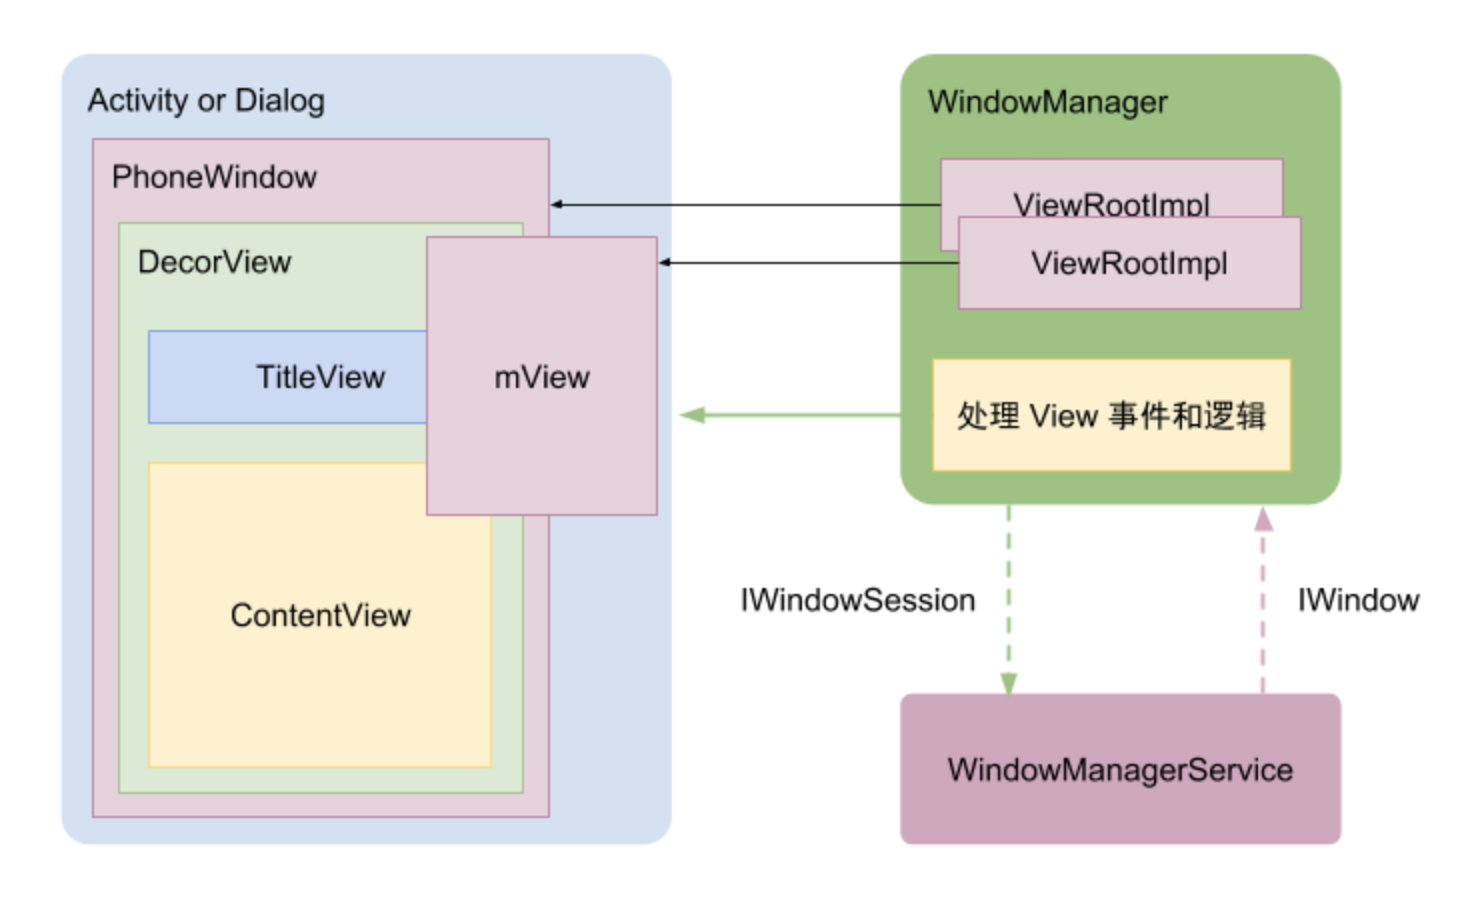 Activity or Dialog
PhoneWindow
DecorView
TitleView
mView
ContentView
WindowManager
ViewRootImpl
ViewRootImpl
处理 View 事件和逻辑
IWindowSession
IWindow
WindowManagerService